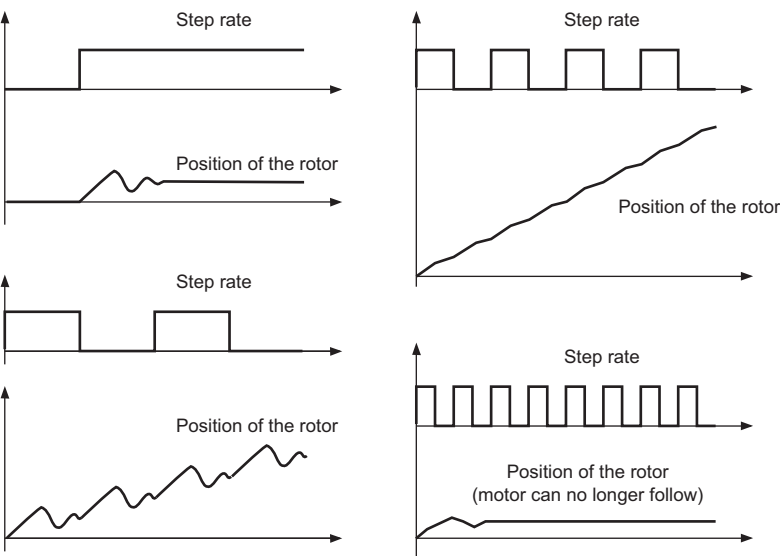 Step rate
Position of the rotor
Step rate
Position of the rotor
Step rate
Position of the rotor
Step rate
Position of the rotor
(motor can no longer follow)